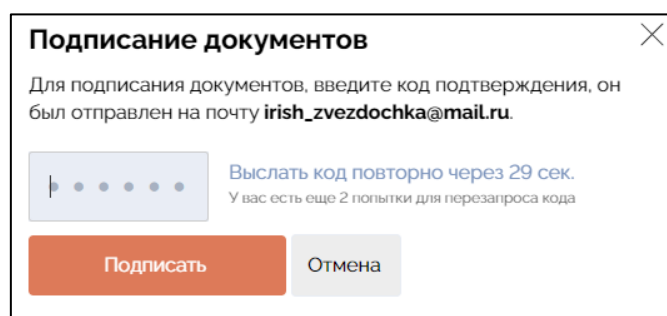 Подписание документов
Для подписания документов, введите код подтверждения, он
был отправлен на почту irish_zvezdochka@mail.ru.
Выслать код повторно через 29 сек.
У вас есть еще 2 попытки для перезапроса кода
Подписать
Отмена